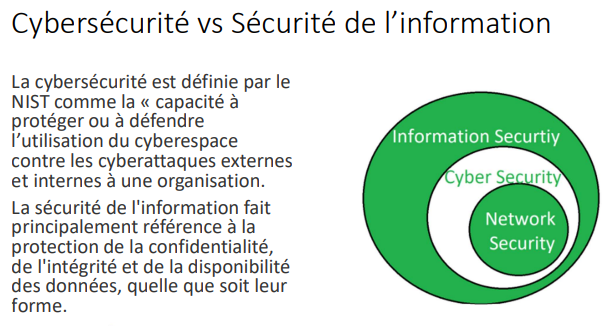 Cybersécurité vs Sécurité de l’information
La cybersécurité est définie par le
NIST comme la « capacité à
protéger ou à défendre
l’utilisation du cyberespace
contre les cyberattaques externes
et internes à une organisation.
La sécurité de l'information fait
principalement référence à la
protection de la confidentialité,
de l'intégrité et de la disponibilité
des données, quelle que soit leur
forme.
Information Securtiy
Cyber Security
Network
Security